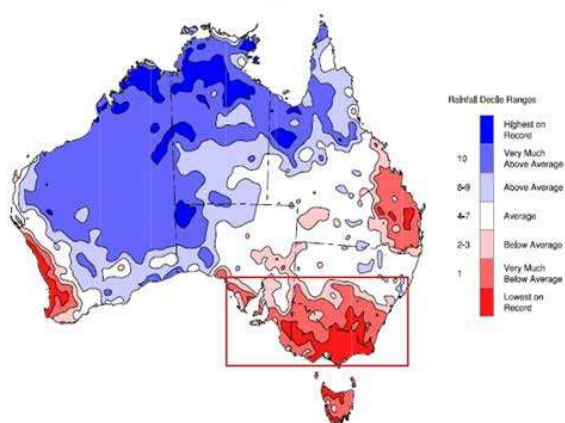 Rainfall Decile Ranges
Highest on
Record
10
Very Much
Above Average
8-9
Above Average
4-7
Average
2-3
Below Average
1
Very Much
Below Average
Lowest on
Record